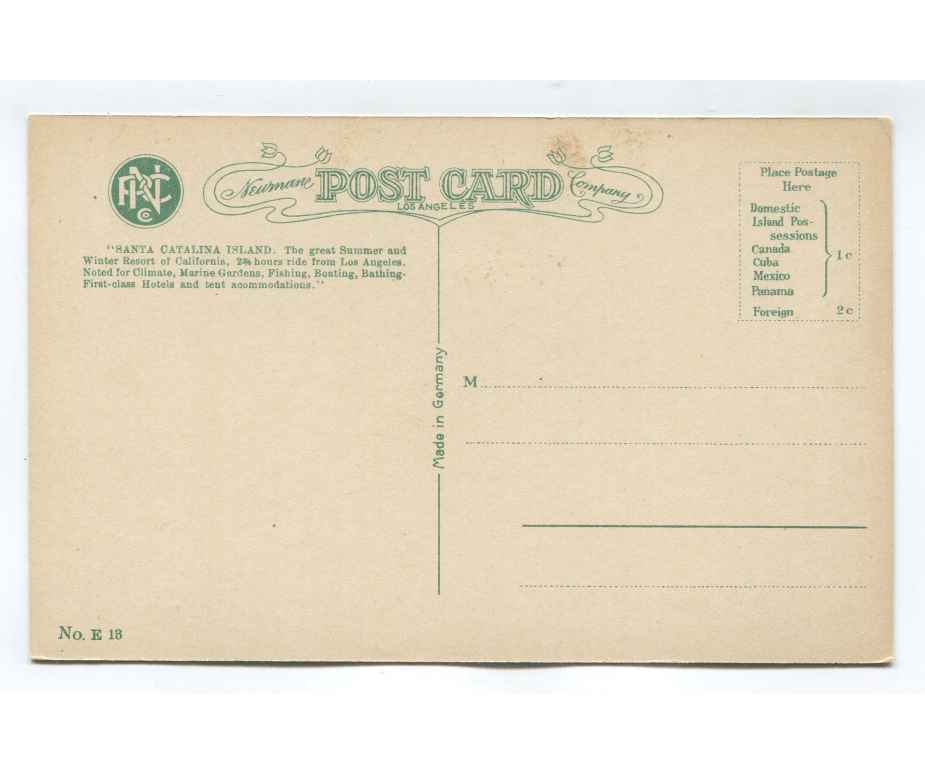 Newman Post Card Company
LOS ANGELES
"SANTA CATALINA ISLAND. The great Summer and
Winter Resort of California, 2¾ hours ride from Los Angeles.
Noted for Climate, Marine Gardens, Fishing, Boating, Bathing-
First-class Hotels and tent acommodations."
Place Postage
Here
Domestic
Island Pos-
sessions
Canada
Cuba
Mexico
Panama
1c
Foreign 2c
Made in Germany
M
No. E 13